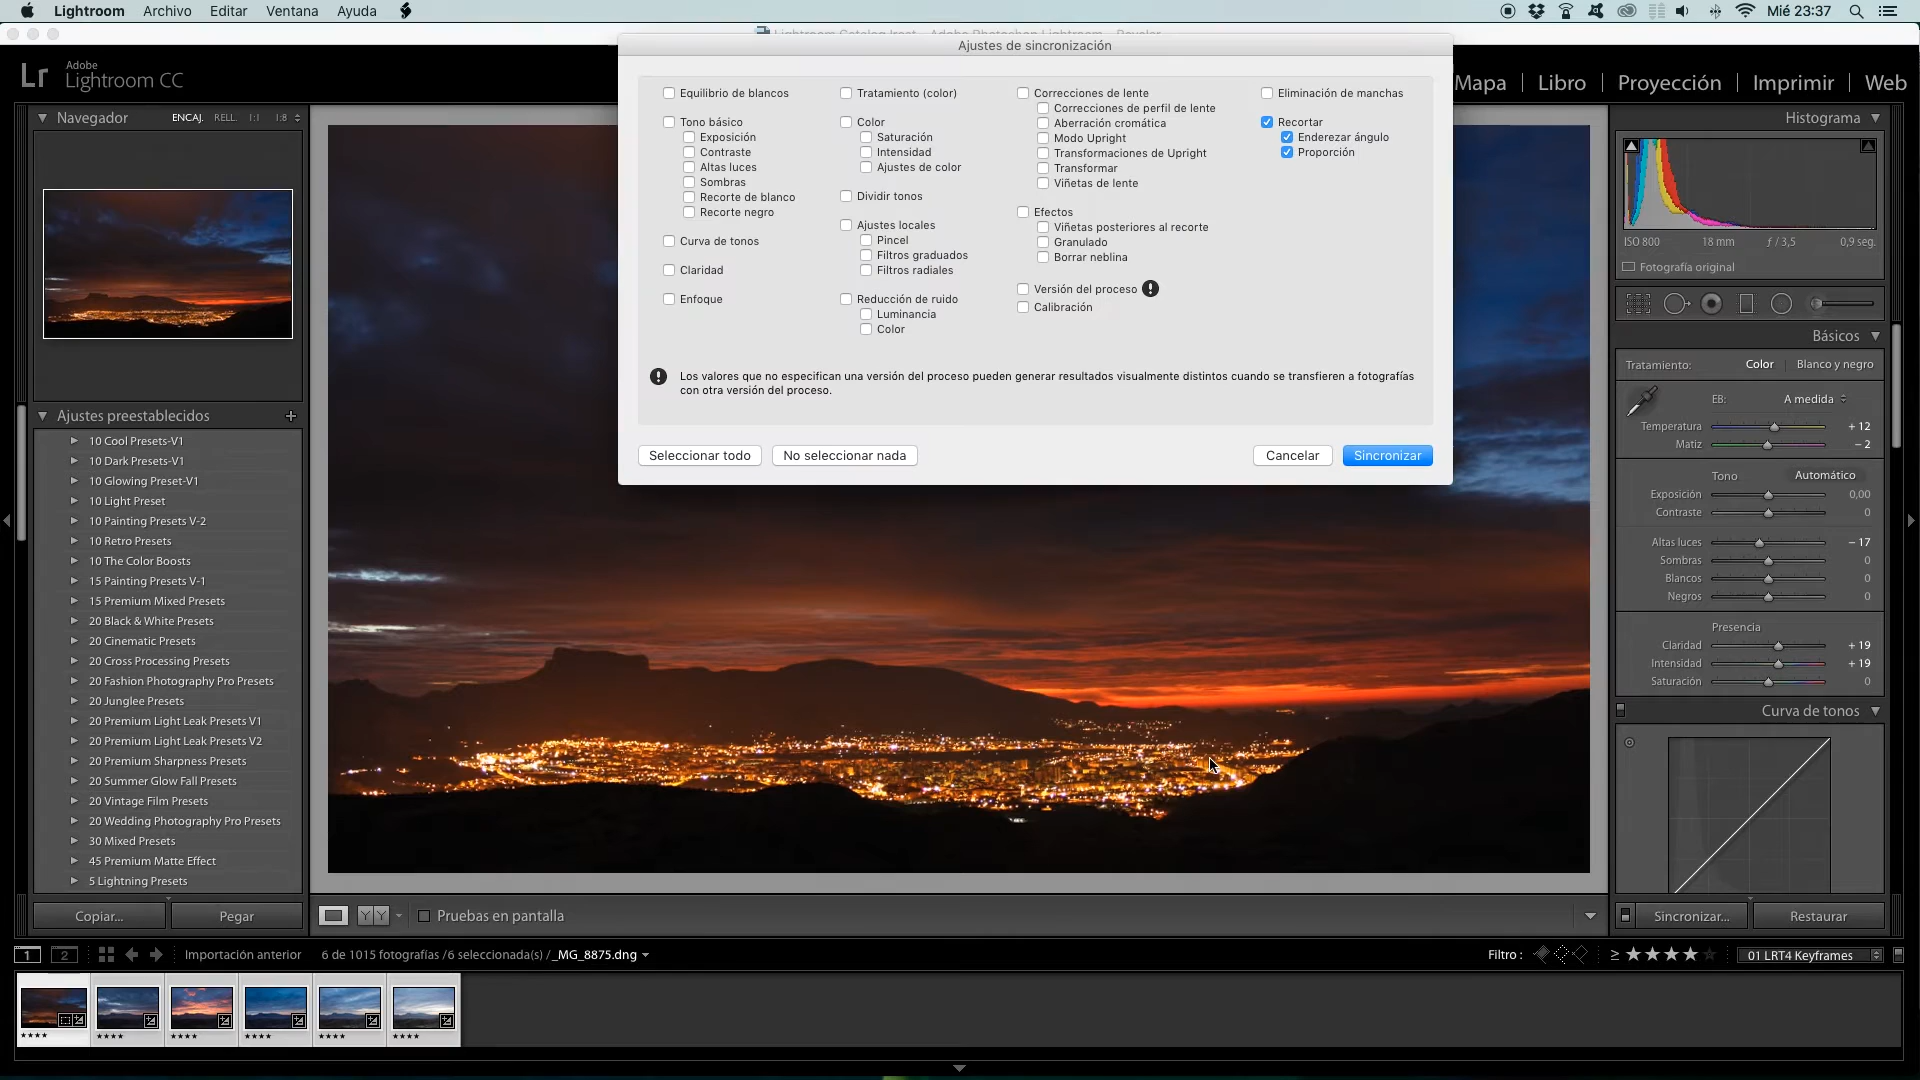 Lightroom Archivo Editar Ventana Ayuda
Mié 23:37
Lightroom Catalog.lrcat - Adobe Photoshop Lightroom - Revelar
Adobe
Lightroom CC
Lr
Mapa | Libro | Proyección | Imprimir | Web
Ajustes de sincronización
Equilibrio de blancos
Tono básico
Exposición
Contraste
Altas luces
Sombras
Recorte de blanco
Recorte negro
Curva de tonos
Claridad
Enfoque
Tratamiento (color)
Color
Saturación
Intensidad
Ajustes de color
Dividir tonos
Ajustes locales
Pincel
Filtros graduados
Filtros radiales
Reducción de ruido
Luminancia
Color
Correcciones de lente
Correcciones de perfil de lente
Aberración cromática
Modo Upright
Transformaciones de Upright
Transformar
Viñetas de lente
Efectos
Viñetas posteriores al recorte
Granulado
Borrar neblina
Versión del proceso
Calibración
Eliminación de manchas
Recortar
Enderezar ángulo
Proporción
Los valores que no especifican una versión del proceso pueden generar resultados visualmente distintos cuando se transfieren a fotografías
con otra versión del proceso.
Seleccionar todo
No seleccionar nada
Cancelar
Sincronizar
Navegador
ENCAJ. RELL. 1:1 1:8
Ajustes preestablecidos +
10 Cool Presets-V1
10 Dark Presets-V1
10 Glowing Preset-V1
10 Light Preset
10 Painting Presets V-2
10 Retro Presets
10 The Color Boosts
15 Painting Presets V-1
15 Premium Mixed Presets
20 Black & White Presets
20 Cinematic Presets
20 Cross Processing Presets
20 Fashion Photography Pro Presets
20 Junglee Presets
20 Premium Light Leak Presets V1
20 Premium Light Leak Presets V2
20 Premium Sharpness Presets
20 Summer Glow Fall Presets
20 Vintage Film Presets
20 Wedding Photography Pro Presets
30 Mixed Presets
45 Premium Matte Effect
5 Lightning Presets
Copiar...
Pegar
Pruebas en pantalla
Histograma
ISO 800 18 mm ƒ / 3,5 0,9 seg.
Fotografía original
Básicos
Tratamiento: Color | Blanco y negro
EB: A medida
Temperatura + 12
Matiz − 2
Tono Automático
Exposición 0,00
Contraste 0
Altas luces − 17
Sombras 0
Blancos 0
Negros 0
Presencia
Claridad + 19
Intensidad + 19
Saturación 0
Curva de tonos
Sincronizar...
Restaurar
1 2 Importación anterior 6 de 1015 fotografías /6 seleccionada(s) /_MG_8875.dng
Filtro : ≥ ★★★★★ 01 LRT4 Keyframes